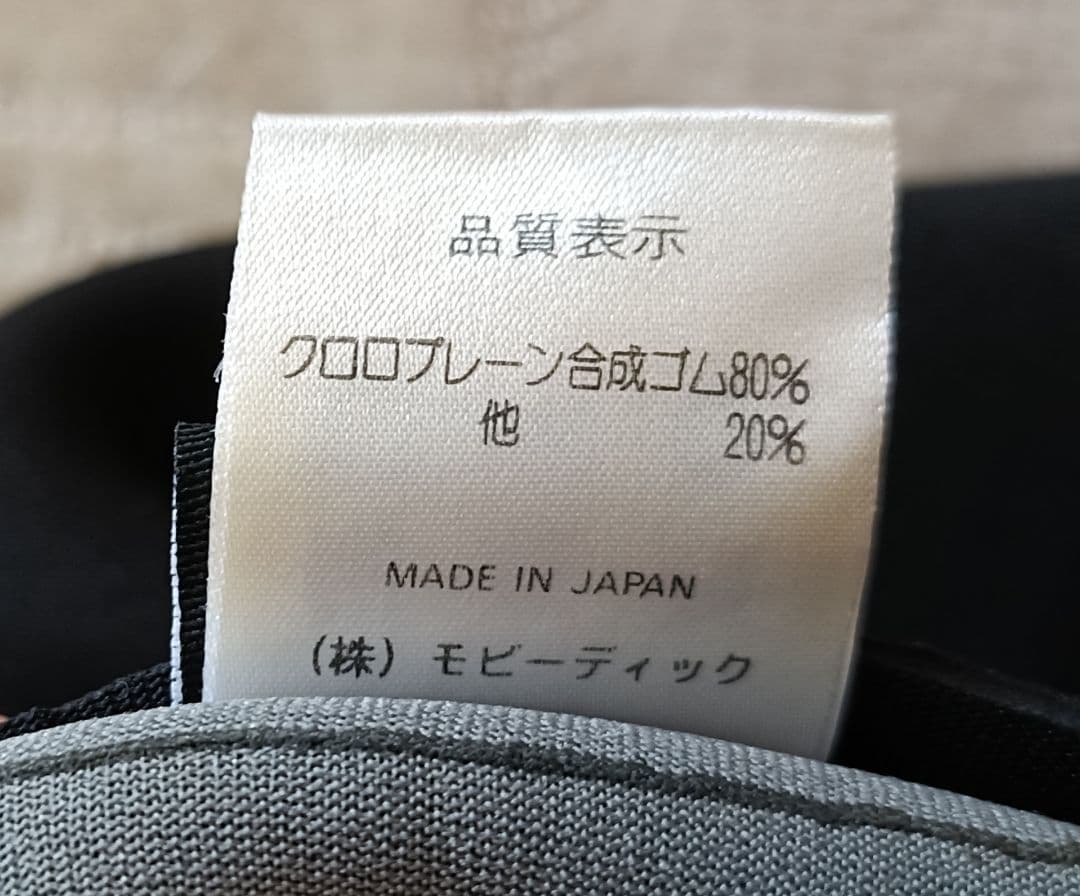 品質表示
クロロプレーン合成ゴム80%
他 20%
MADE IN JAPAN
(株) モビーディック